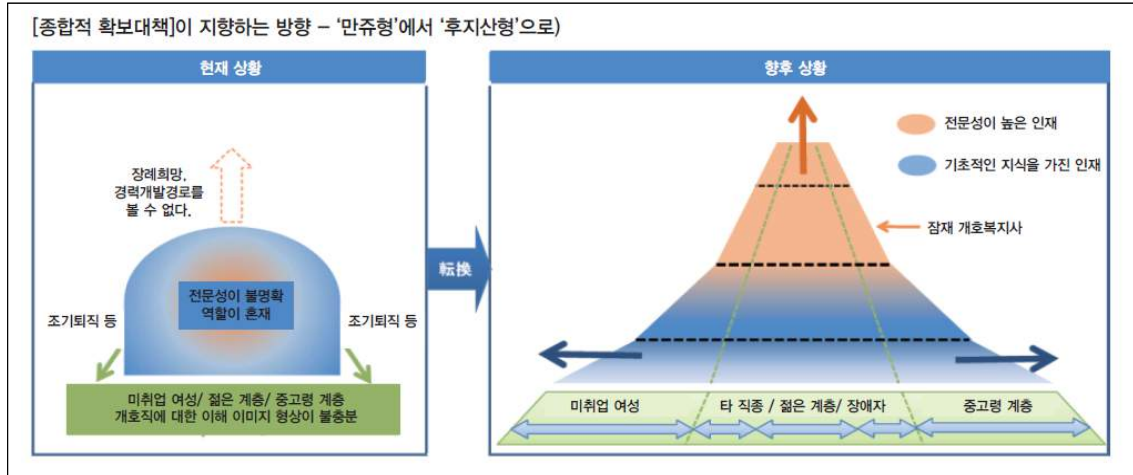 [종합적 확보대책]이 지향하는 방향 – ‘만쥬형’에서 ‘후지산형’으로)
현재 상황
장례희망,
경력개발경로를
볼 수 없다.
전문성이 불명확
역할이 혼재
조기퇴직 등
조기퇴직 등
미취업 여성/ 젊은 계층/ 중고령 계층
개호직에 대한 이해 이미지 형상이 불충분
転換
향후 상황
전문성이 높은 인재
기초적인 지식을 가진 인재
잠재 개호복지사
미취업 여성
타 직종 / 젊은 계층/ 장애자
중고령 계층